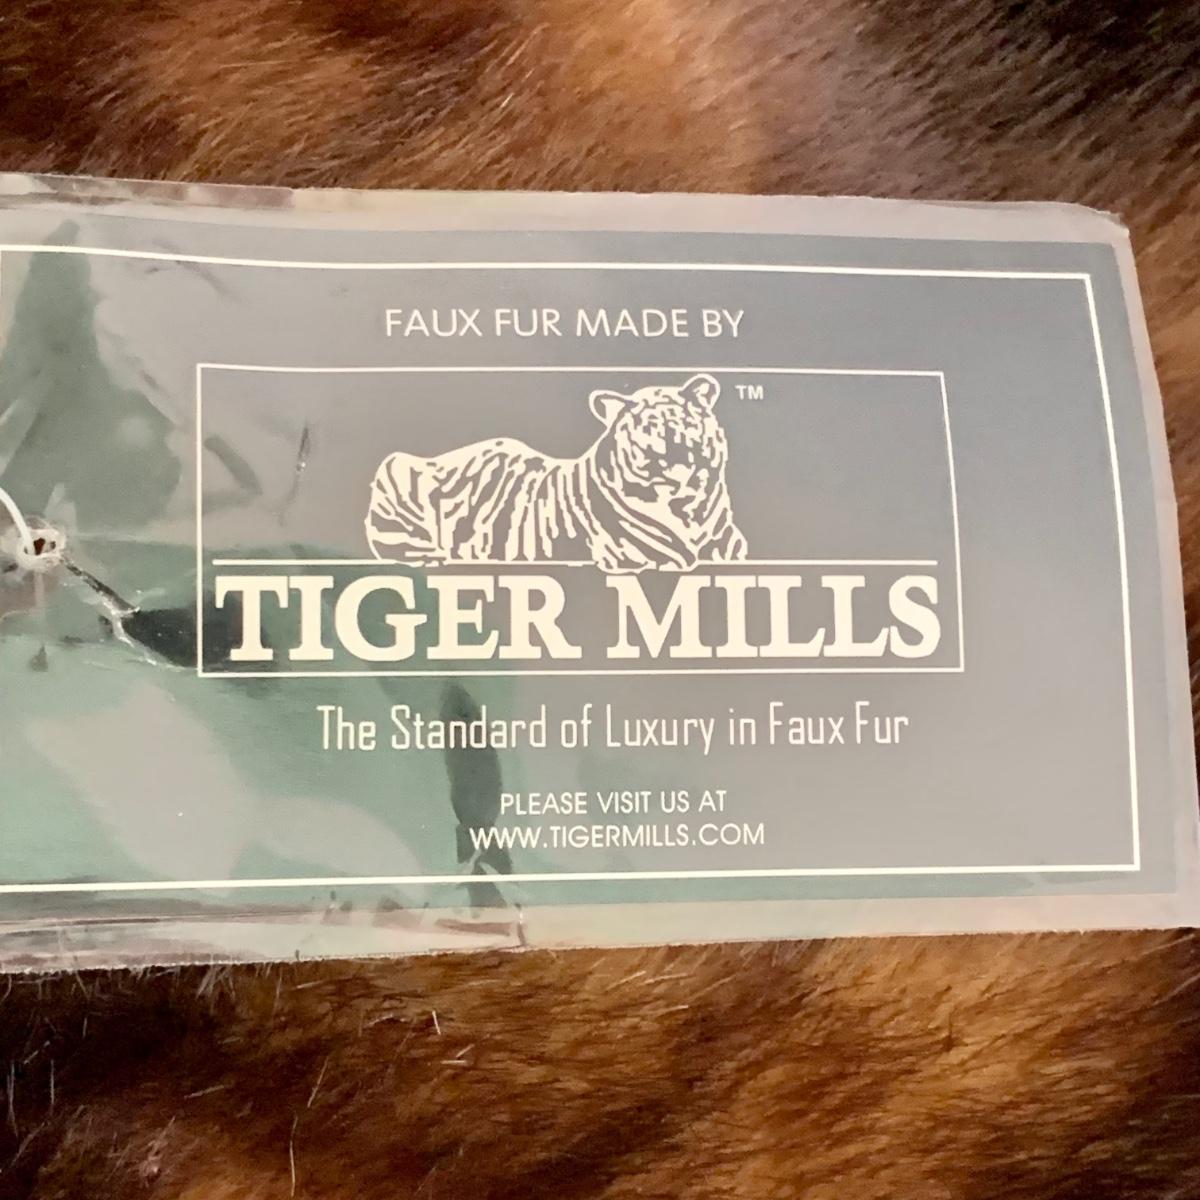 FAUX FUR MADE BY
TM
TIGER MILLS
The Standard of Luxury in Faux Fur
PLEASE VISIT US AT
WWW.TIGERMILLS.COM